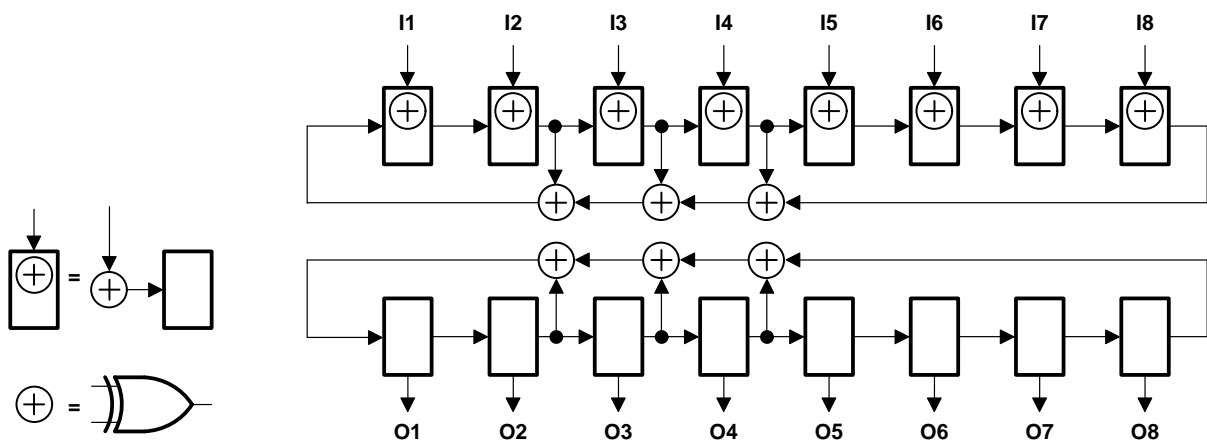 I1 I2 I3 I4 I5 I6 I7 I8
=
=
O1 O2 O3 O4 O5 O6 O7 O8